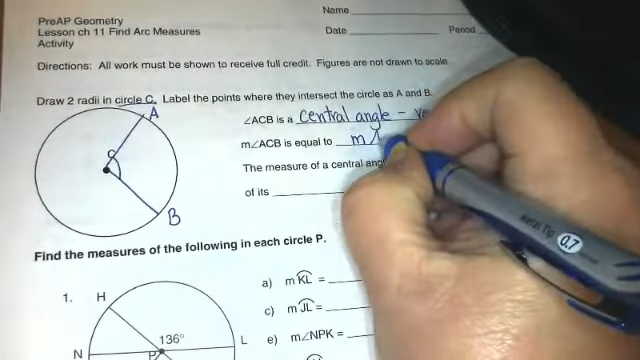 Name
PreAP Geometry
Lesson ch 11 Find Arc Measures
Date Period
Activity
Directions: All work must be shown to receive full credit. Figures are not drawn to scale
Draw 2 radii in circle C. Label the points where they intersect the circle as A and B.
A
∠ACB is a central angle -
C
m∠ACB is equal to m
The measure of a central
B
of its
Find the measures of the following in each circle P.
1. H
136°
N P L
a) mKL =
c) mJL =
e) m∠NPK =